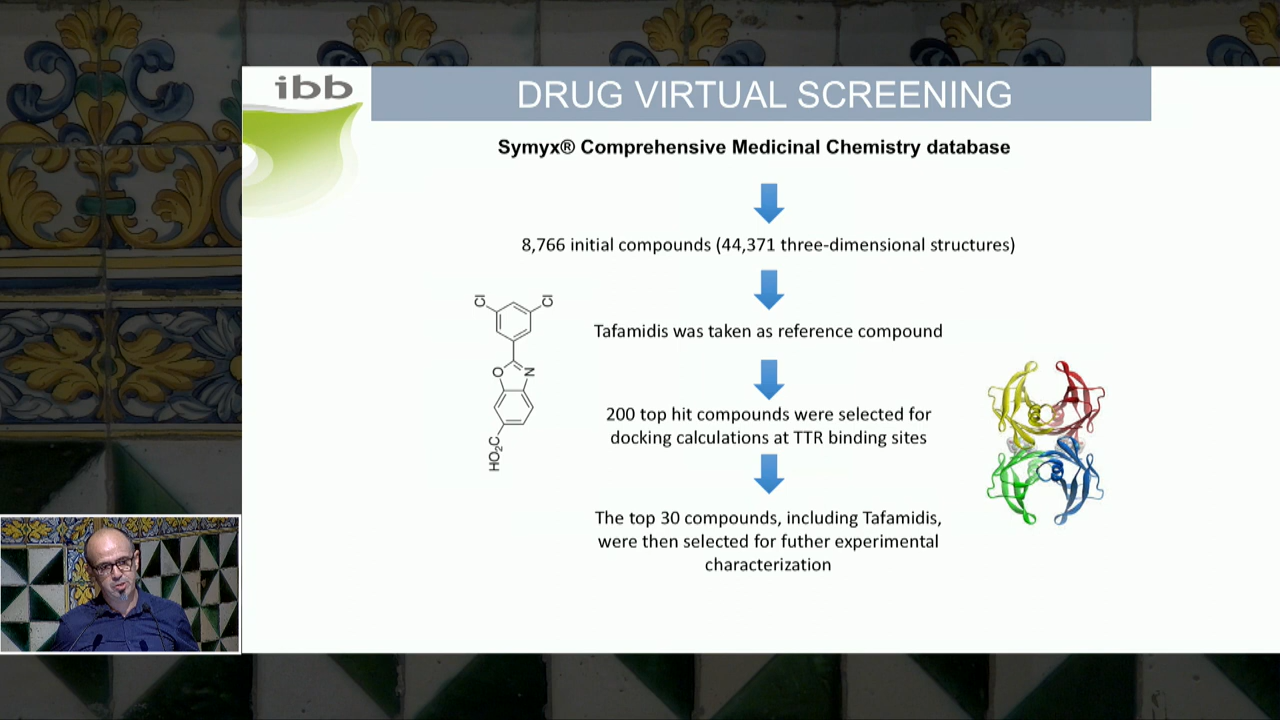 ibb
DRUG VIRTUAL SCREENING
Symyx® Comprehensive Medicinal Chemistry database
8,766 initial compounds (44,371 three-dimensional structures)
Cl
Cl
Tafamidis was taken as reference compound
O
N
200 top hit compounds were selected for
docking calculations at TTR binding sites
HO₂C
The top 30 compounds, including Tafamidis,
were then selected for futher experimental
characterization